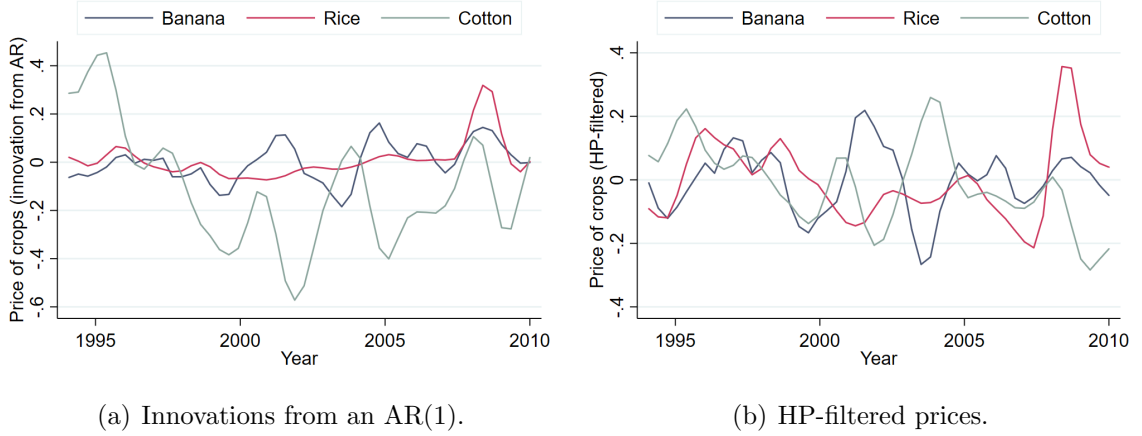 Banana Rice Cotton
Price of crops (innovation from AR)
.4
.2
0
-.2
-.4
-.6
1995 2000 2005 2010
Year
(a) Innovations from an AR(1).
Banana Rice Cotton
Price of crops (HP-filtered)
.4
.2
0
-.2
-.4
1995 2000 2005 2010
Year
(b) HP-filtered prices.